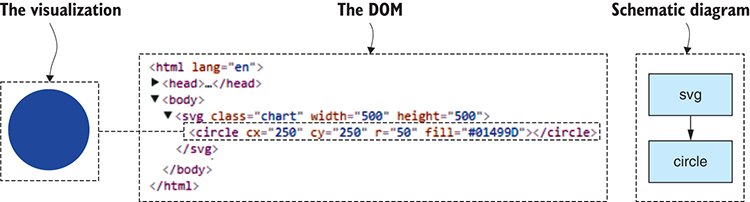 The visualization
The DOM
Schematic diagram
<html lang="en">
▶<head>…</head>
▼<body>
▼<svg class="chart" width="500" height="500">
<circle cx="250" cy="250" r="50" fill="#01499D"></circle>
</svg>
</body>
</html>
svg
circle